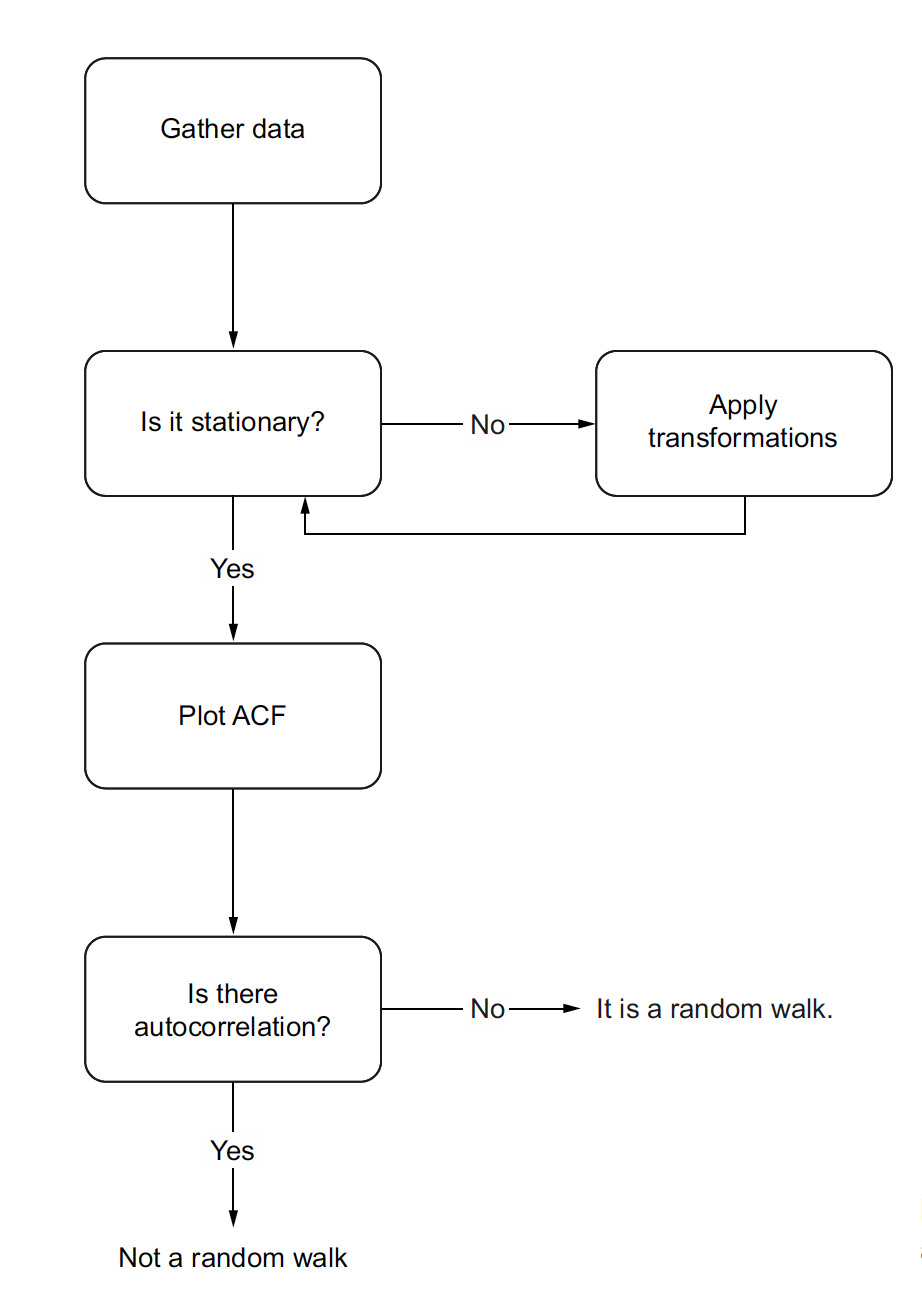 Gather data
Is it stationary?
No
Apply
transformations
Yes
Plot ACF
Is there
autocorrelation?
No
It is a random walk.
Yes
Not a random walk